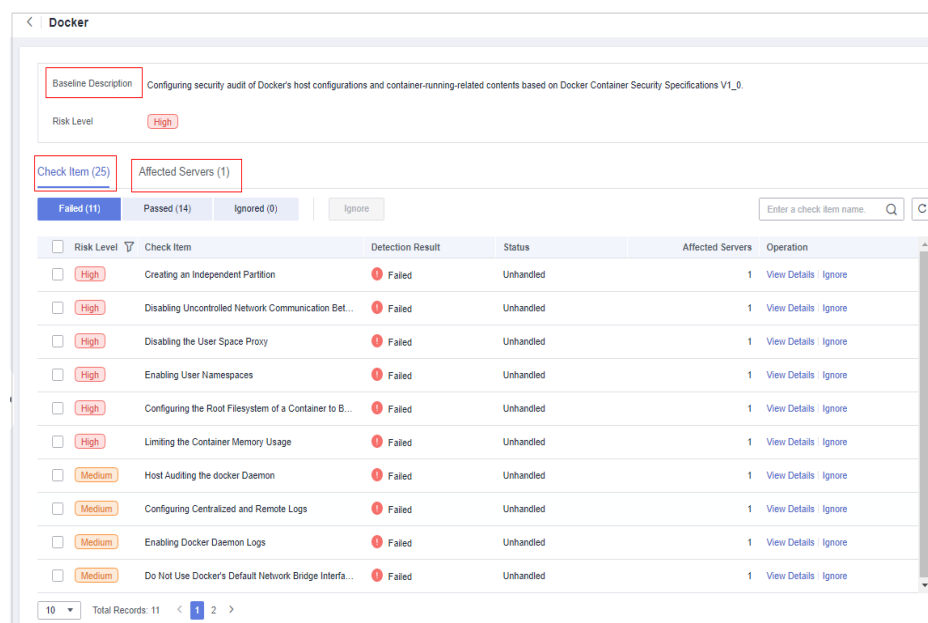 Docker
Baseline Description Configuring security audit of Docker's host configurations and container-running-related contents based on Docker Container Security Specifications V1_0.
Risk Level High
Check Item (25) Affected Servers (1)
Failed (11) Passed (14) Ignored (0) Ignore Enter a check item name.
Risk Level Check Item Detection Result Status Affected Servers Operation
High Creating an Independent Partition Failed Unhandled 1 View Details Ignore
High Disabling Uncontrolled Network Communication Bet... Failed Unhandled 1 View Details Ignore
High Disabling the User Space Proxy Failed Unhandled 1 View Details Ignore
High Enabling User Namespaces Failed Unhandled 1 View Details Ignore
High Configuring the Root Filesystem of a Container to B... Failed Unhandled 1 View Details Ignore
High Limiting the Container Memory Usage Failed Unhandled 1 View Details Ignore
Medium Host Auditing the docker Daemon Failed Unhandled 1 View Details Ignore
Medium Configuring Centralized and Remote Logs Failed Unhandled 1 View Details Ignore
Medium Enabling Docker Daemon Logs Failed Unhandled 1 View Details Ignore
Medium Do Not Use Docker's Default Network Bridge Interfa... Failed Unhandled 1 View Details Ignore
10 Total Records: 11 < 1 2 >